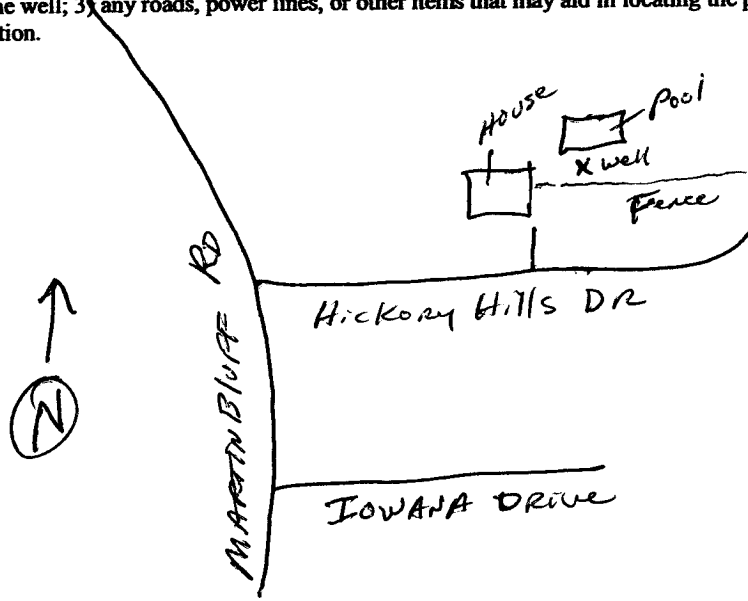 the well; 3) any roads, power lines, or other items that may aid in locating the p
tion.
House
Pool
X well
Fence
MARTIN BLUFF RD
Hickory Hills DR
N
IOWANA DRIVE